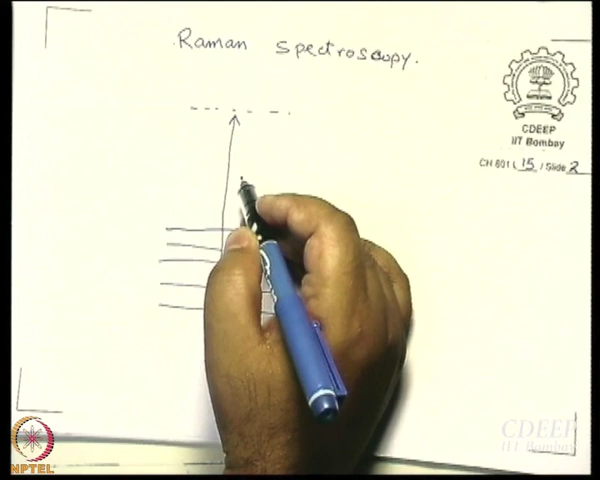 Raman Spectroscopy.
CDEEP
IIT Bombay
CH 601 L 15 / Slide 2
CDEEP
IIT Bombay
NPTEL